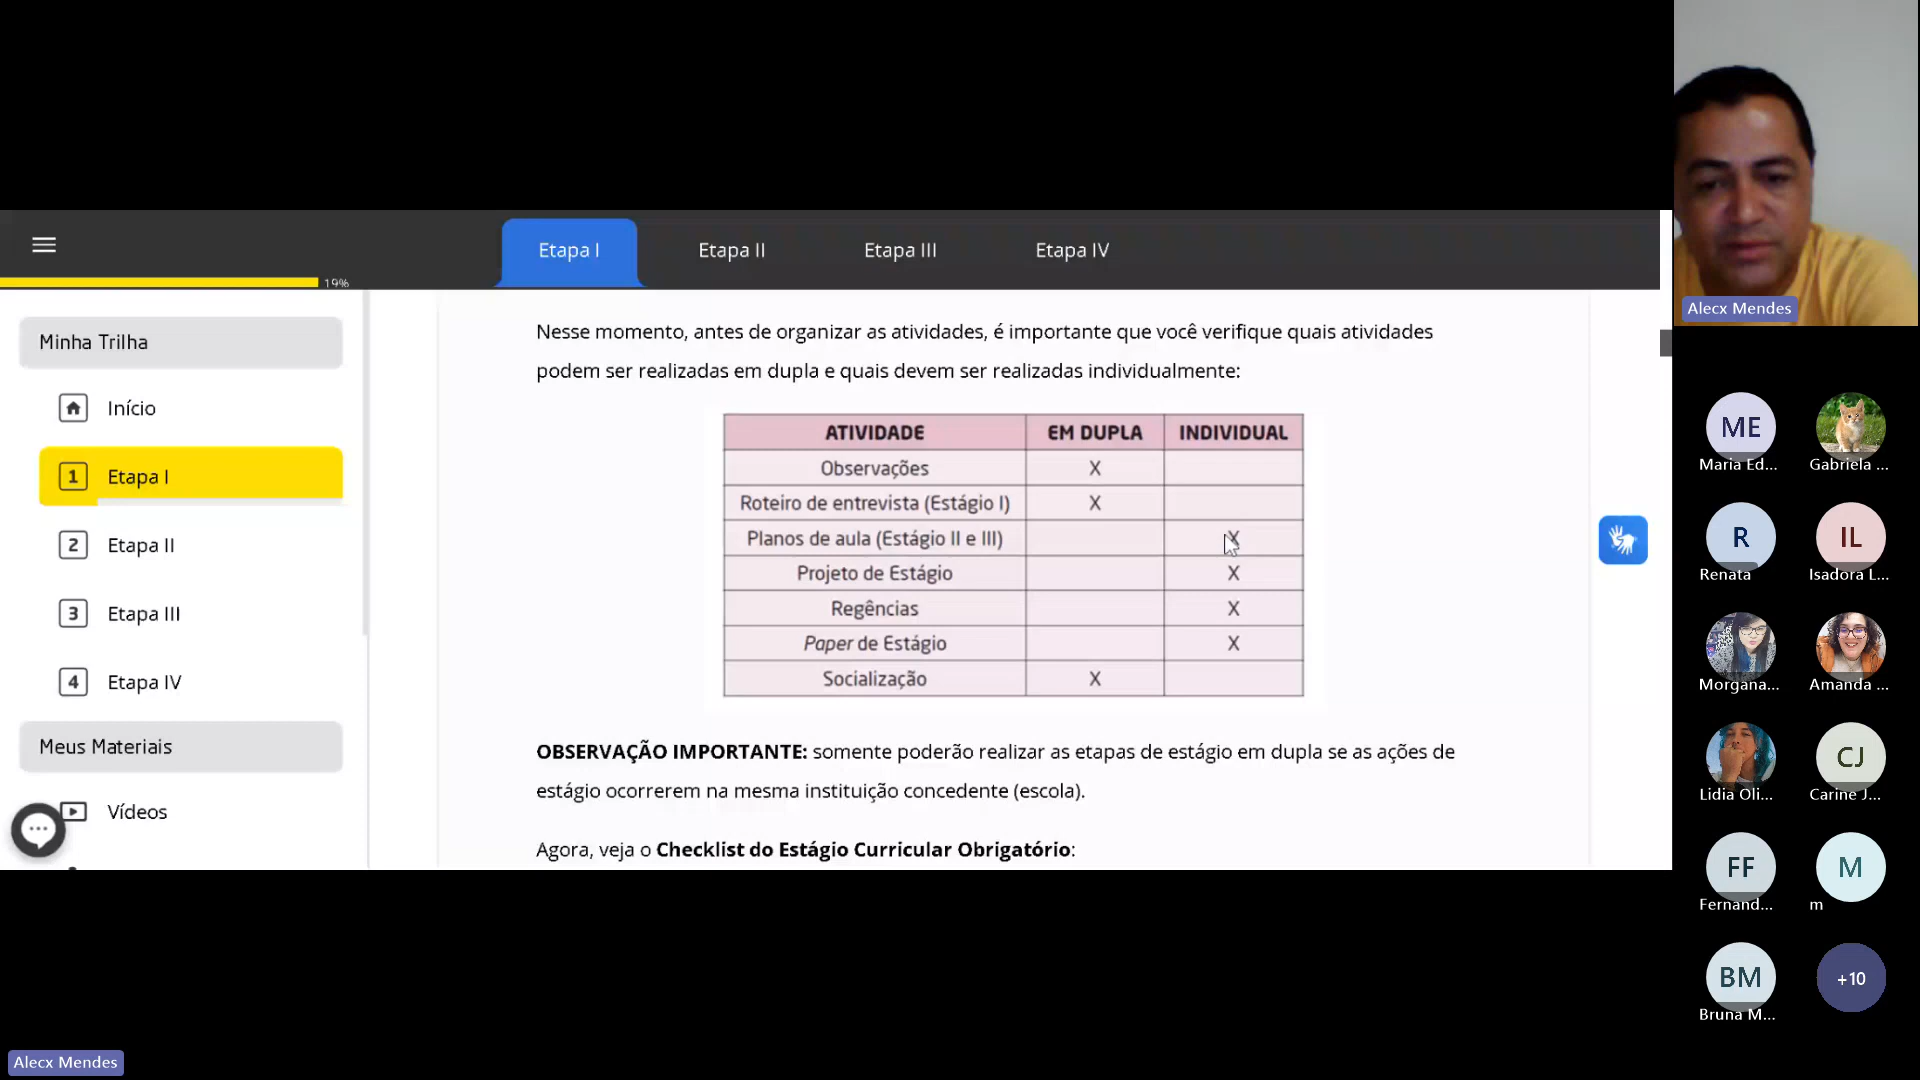 Etapa I
Etapa II
Etapa III
Etapa IV
19%
Minha Trilha
Início
1 Etapa I
2 Etapa II
3 Etapa III
4 Etapa IV
Meus Materiais
Vídeos
Nesse momento, antes de organizar as atividades, é importante que você verifique quais atividades
podem ser realizadas em dupla e quais devem ser realizadas individualmente:
ATIVIDADE EM DUPLA INDIVIDUAL
Observações X
Roteiro de entrevista (Estágio I) X
Planos de aula (Estágio II e III) X
Projeto de Estágio X
Regências X
Paper de Estágio X
Socialização X
OBSERVAÇÃO IMPORTANTE: somente poderão realizar as etapas de estágio em dupla se as ações de
estágio ocorrerem na mesma instituição concedente (escola).
Agora, veja o Checklist do Estágio Curricular Obrigatório:
Alecx Mendes
ME
Maria Ed...
Gabriela ...
R
Renata
IL
Isadora L...
Morgana...
Amanda ...
Lidia Oli...
CJ
Carine J...
FF
Fernand...
M
m
BM
Bruna M...
+10
Alecx Mendes